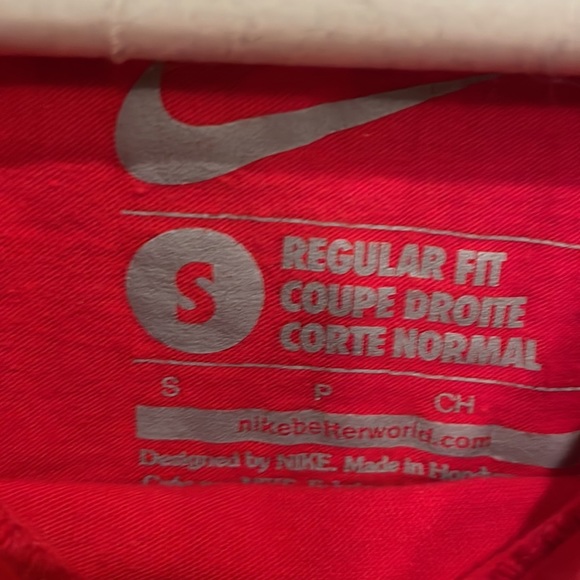 S
REGULAR FIT
COUPE DROITE
CORTE NORMAL
S P CH
nikebetterworld.com
Designed by NIKE. Made in